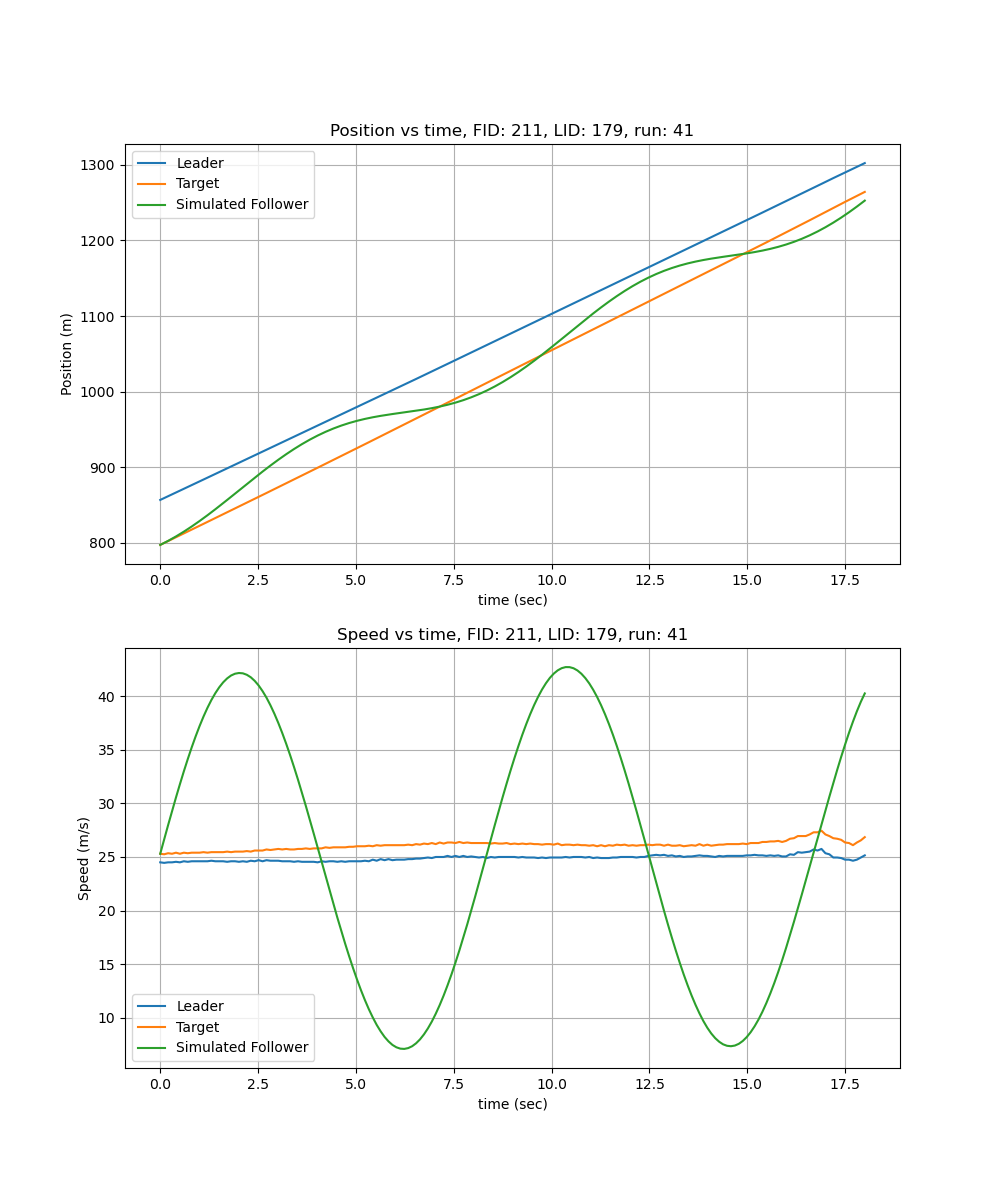 Position vs time, FID: 211, LID: 179, run: 41
Leader
Target
Simulated Follower
1300
1200
1100
1000
900
800
Position (m)
0.0 2.5 5.0 7.5 10.0 12.5 15.0 17.5
time (sec)
Speed vs time, FID: 211, LID: 179, run: 41
40
35
30
25
20
15
10
Speed (m/s)
Leader
Target
Simulated Follower
0.0 2.5 5.0 7.5 10.0 12.5 15.0 17.5
time (sec)